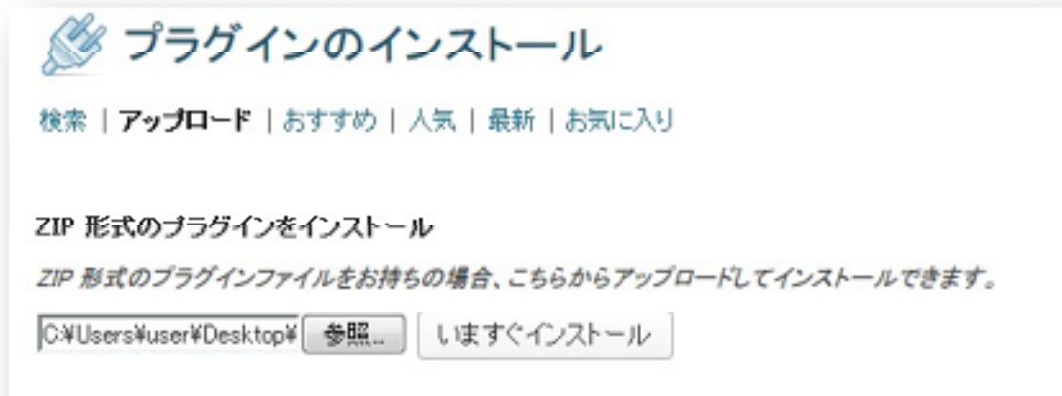 プラグインのインストール
検索 | アップロード | おすすめ | 人気 | 最新 | お気に入り
ZIP 形式のプラグインをインストール
ZIP 形式のプラグインファイルをお持ちの場合、こちらからアップロードしてインストールできます。
C:¥Users¥user¥Desktop¥ 参照... いますぐインストール